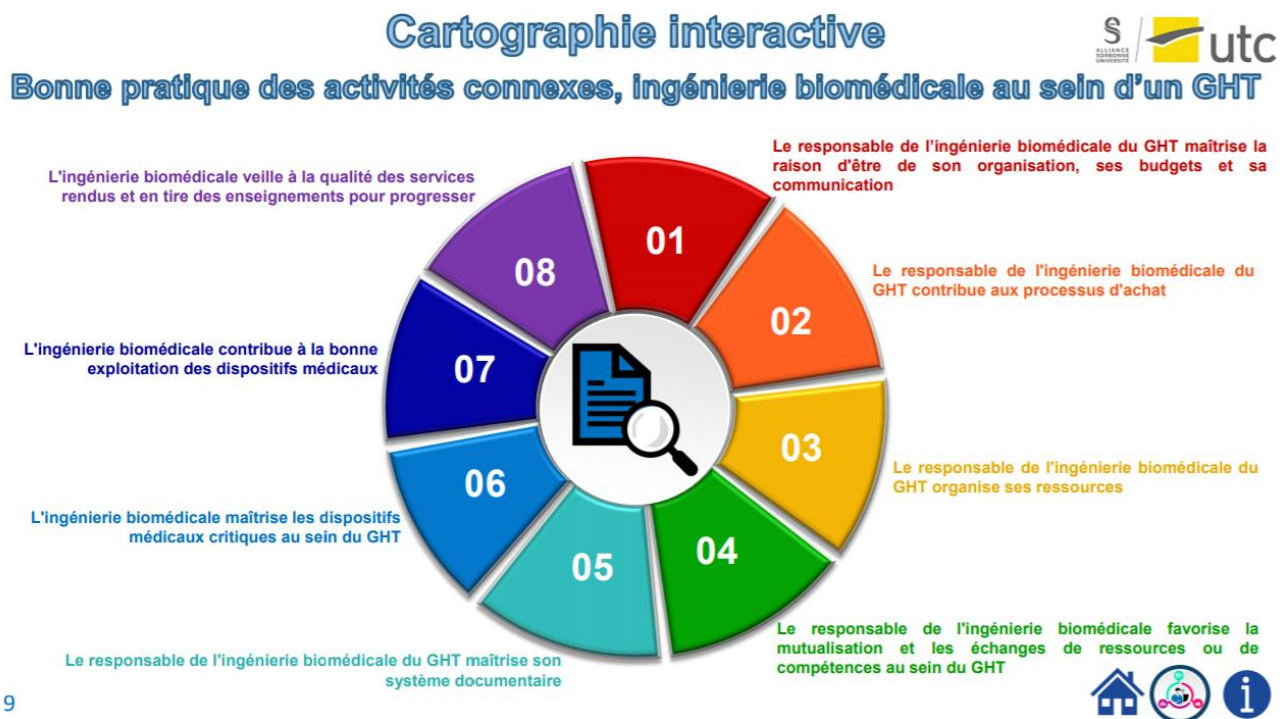 Cartographie interactive
S
ALLIANCE
SORBONNE
UNIVERSITÉ
utc
Bonne pratique des activités connexes, ingénierie biomédicale au sein d'un GHT
Le responsable de l'ingénierie biomédicale du GHT maîtrise la
raison d'être de son organisation, ses budgets et sa
communication
01
Le responsable de l'ingénierie biomédicale du
GHT contribue aux processus d'achat
02
Le responsable de l'ingénierie biomédicale du
GHT organise ses ressources
03
Le responsable de l'ingénierie biomédicale favorise la
mutualisation et les échanges de ressources ou de
compétences au sein du GHT
04
05
Le responsable de l'ingénierie biomédicale du GHT maîtrise son
système documentaire
06
L'ingénierie biomédicale maîtrise les dispositifs
médicaux critiques au sein du GHT
07
L'ingénierie biomédicale contribue à la bonne
exploitation des dispositifs médicaux
08
L'ingénierie biomédicale veille à la qualité des services
rendus et en tire des enseignements pour progresser
9
i